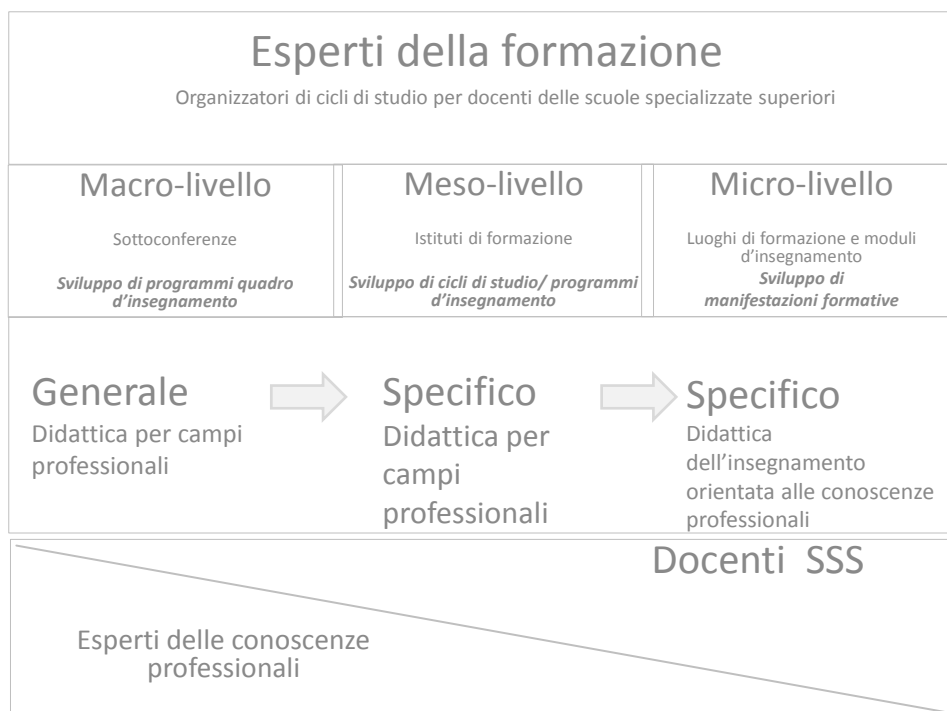 Esperti della formazione
Organizzatori di cicli di studio per docenti delle scuole specializzate superiori
Macro-livello
Sottoconferenze
Sviluppo di programmi quadro
d'insegnamento
Meso-livello
Istituti di formazione
Sviluppo di cicli di studio/ programmi
d'insegnamento
Micro-livello
Luoghi di formazione e moduli
d'insegnamento
Sviluppo di
manifestazioni formative
Generale
Didattica per campi
professionali
Specifico
Didattica per
campi
professionali
Specifico
Didattica
dell'insegnamento
orientata alle conoscenze
professionali
Docenti SSS
Esperti delle conoscenze
professionali